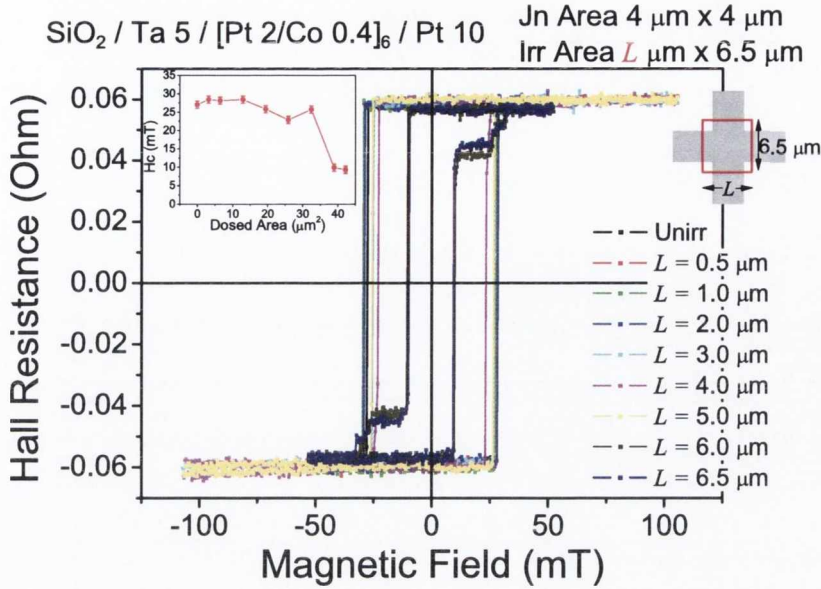 SiO₂ / Ta 5 / [Pt 2/Co 0.4]₆ / Pt 10
Jn Area 4 μm x 4 μm
Irr Area L μm x 6.5 μm
Hall Resistance (Ohm)
0.06
0.04
0.02
0.00
-0.02
-0.04
-0.06
Hc (mT)
35
30
25
20
15
10
5
0
0 10 20 30 40
Dosed Area (μm²)
6.5 μm
L
Unirr
L = 0.5 μm
L = 1.0 μm
L = 2.0 μm
L = 3.0 μm
L = 4.0 μm
L = 5.0 μm
L = 6.0 μm
L = 6.5 μm
-100 -50 0 50 100
Magnetic Field (mT)